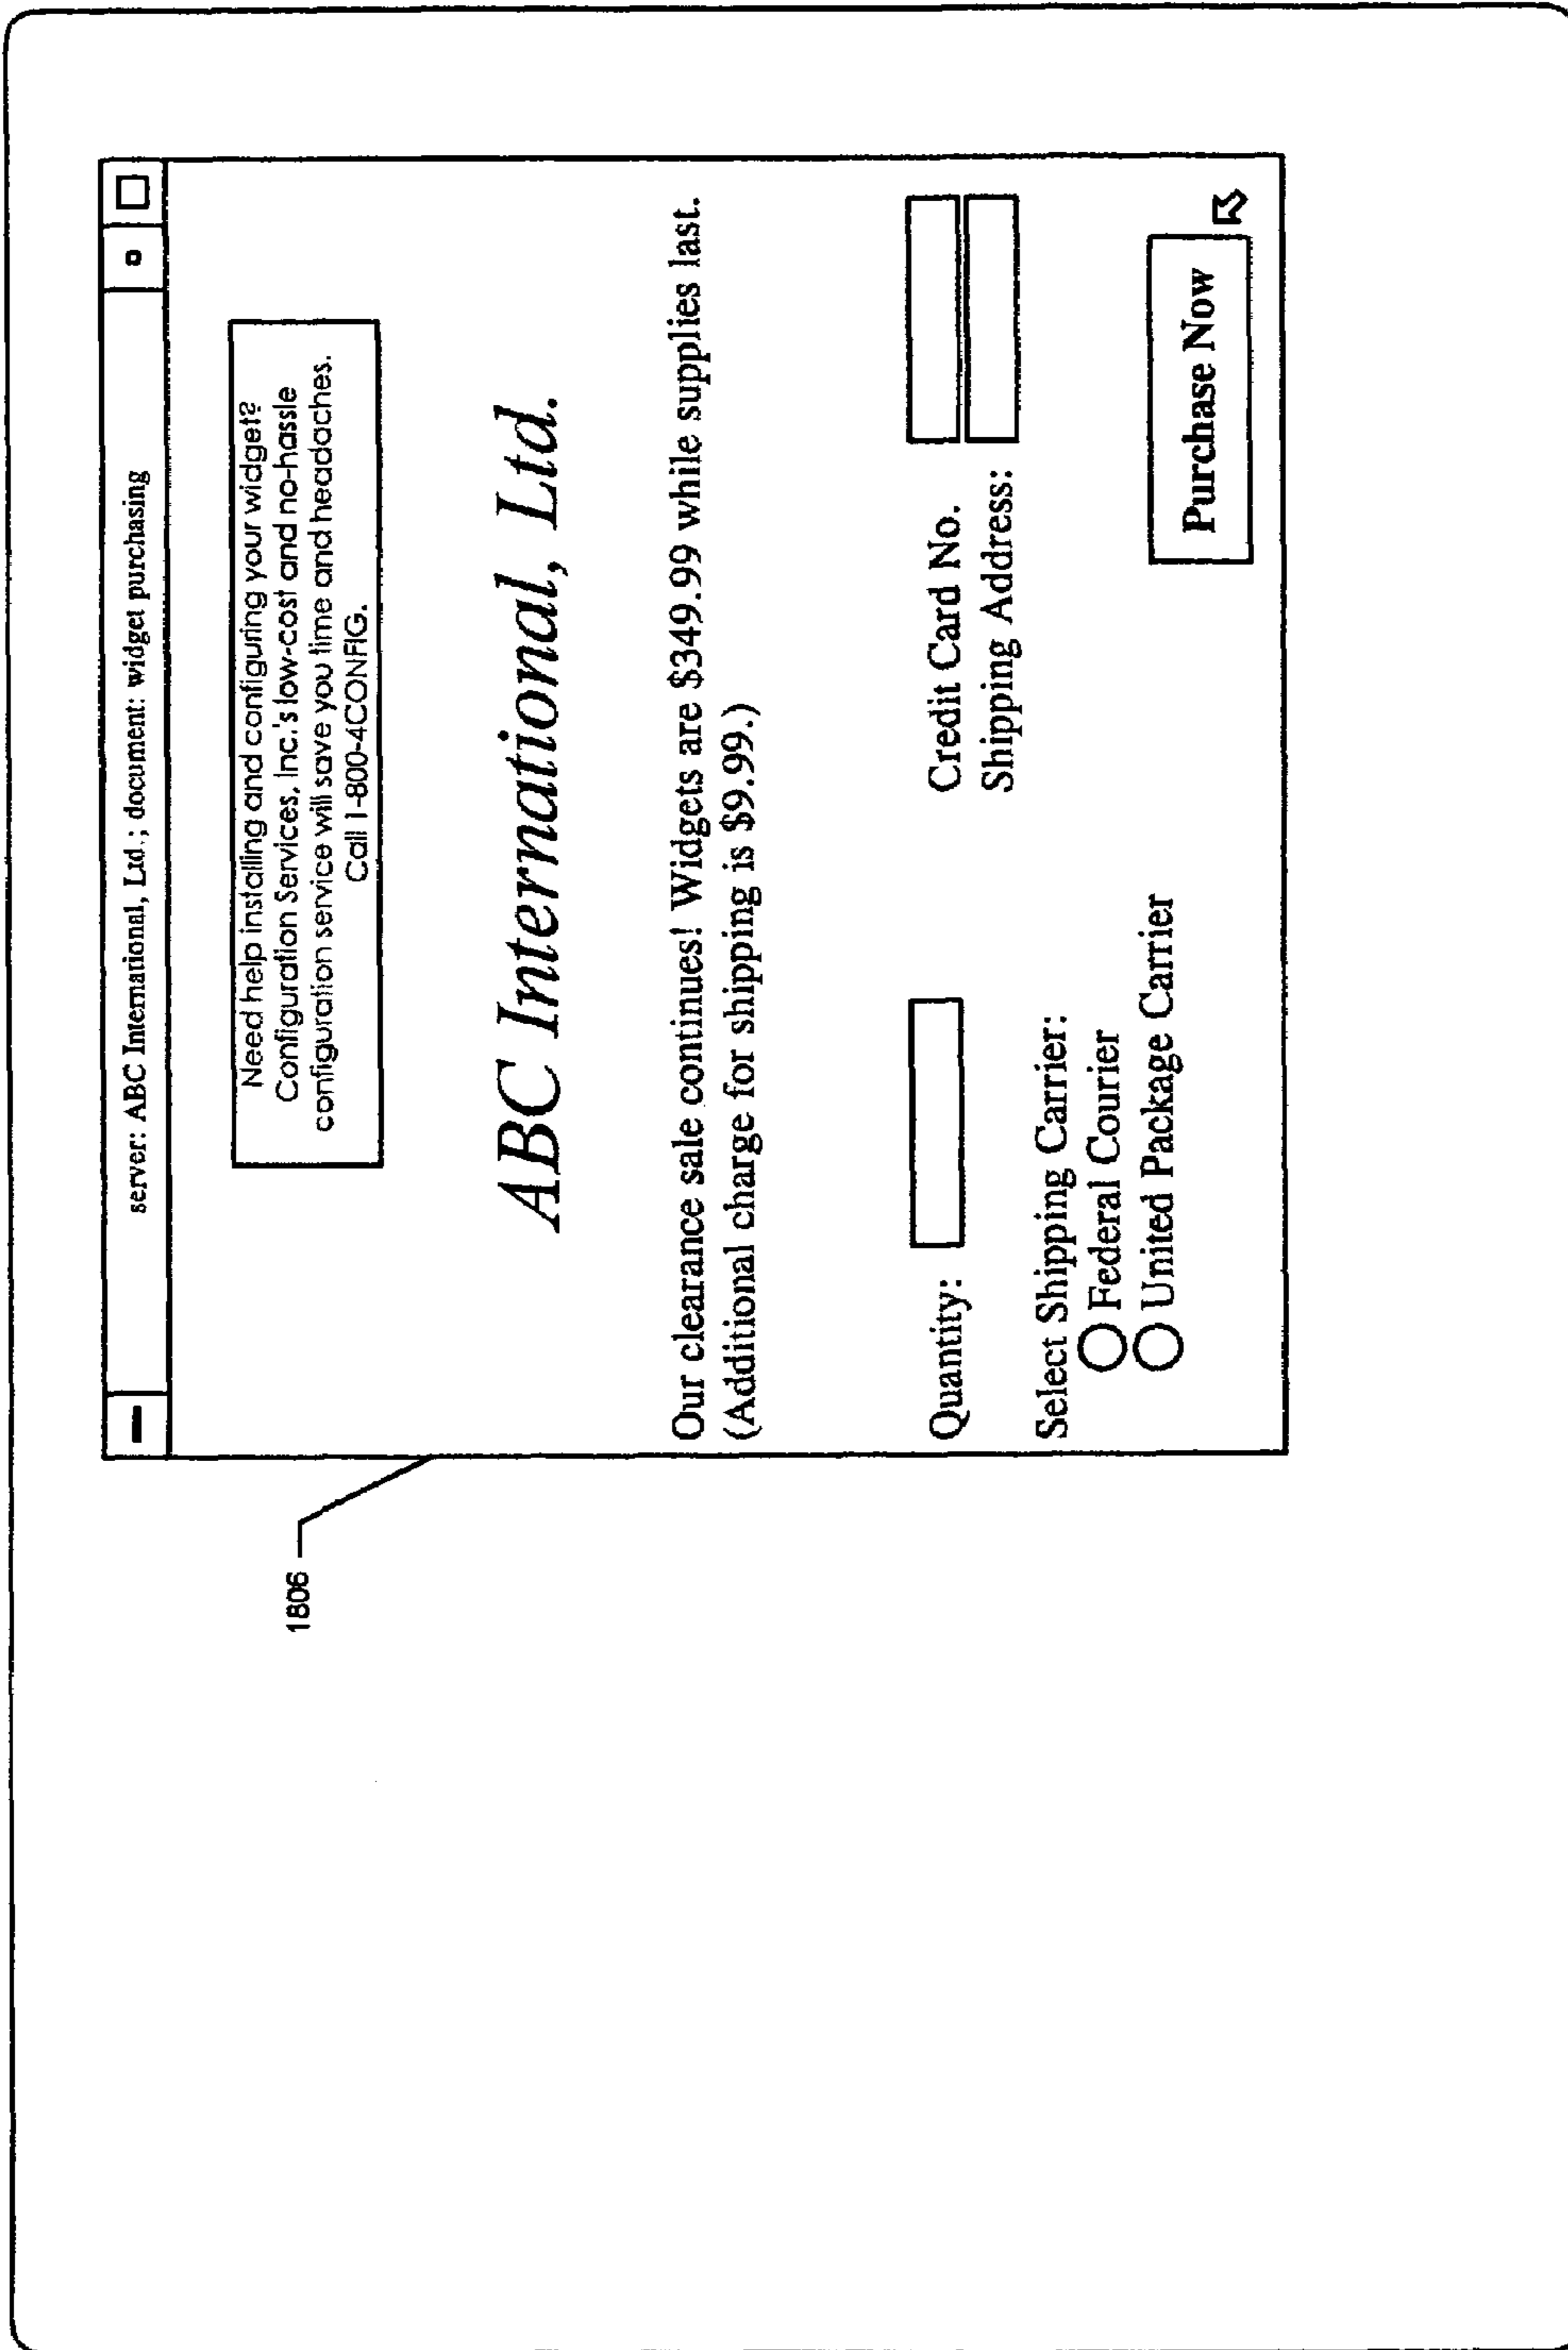 1806
server: ABC International, Ltd.; document: widget purchasing
Need help installing and configuring your widget?
Configuration Services, Inc.'s low-cost and no-hassle
configuration service will save you time and headaches.
Call 1-800-4CONFIG.
ABC International, Ltd.
Our clearance sale continues! Widgets are $349.99 while supplies last.
(Additional charge for shipping is $9.99.)
Quantity:
Credit Card No.
Shipping Address:
Select Shipping Carrier:
Federal Courier
United Package Carrier
Purchase Now